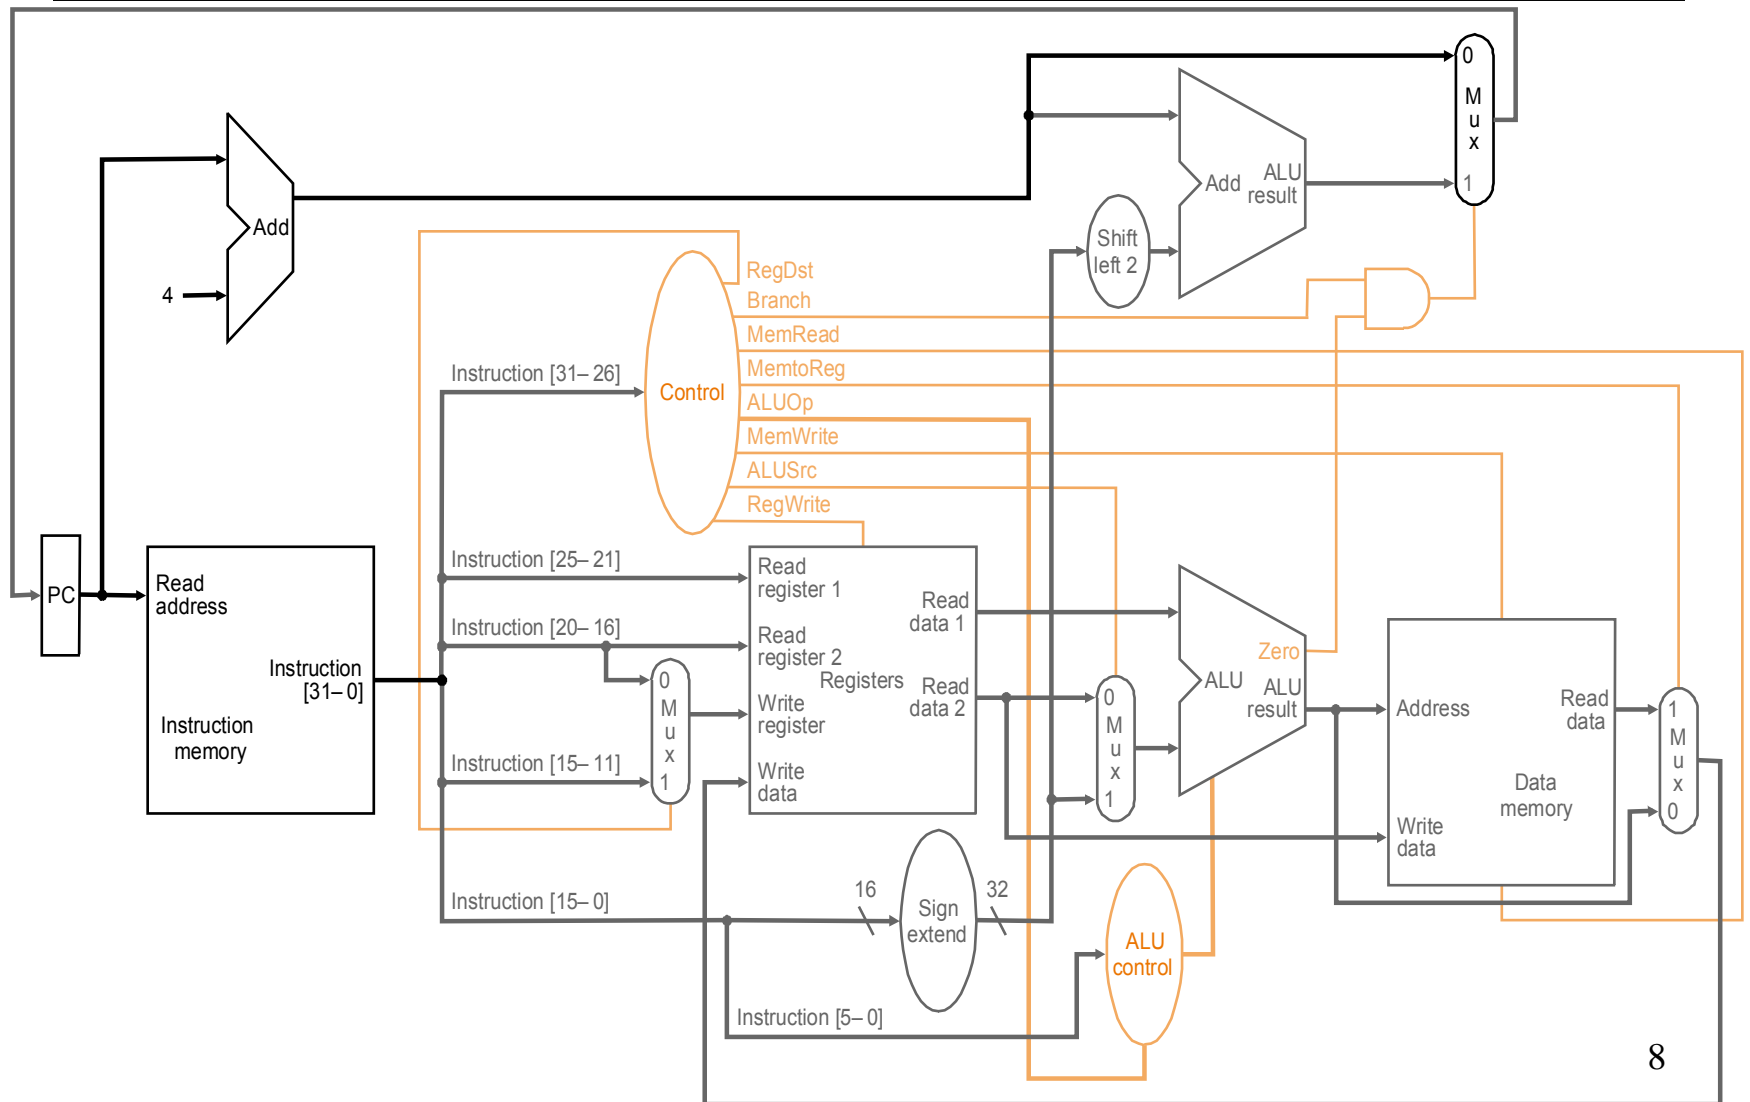 0
M
u
x
1
Add
ALU
result
Shift
left 2
Add
4
RegDst
Branch
MemRead
MemtoReg
ALUOp
MemWrite
ALUSrc
RegWrite
Control
Instruction [31–26]
Instruction [25–21]
Instruction [20–16]
Instruction [15–11]
Instruction [15–0]
Instruction [5–0]
PC
Read
address
Instruction
[31–0]
Instruction
memory
0
M
u
x
1
Read
register 1
Read
register 2
Registers
Write
register
Write
data
Read
data 1
Read
data 2
0
M
u
x
1
Zero
ALU
ALU
result
Address
Read
data
Data
memory
Write
data
1
M
u
x
0
16
Sign
extend
32
ALU
control
8